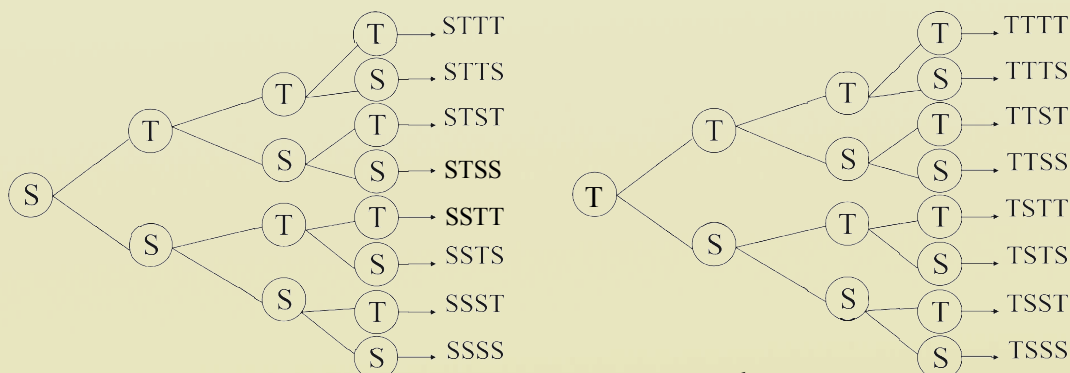 T STTT
S STTS
T
T
T STST
S
S STSS
S
T
T SSTT
S
S SSTS
S
T SSST
S SSSS
T TTTT
S TTTS
T
T
T TTST
S
S TTSS
T
T
T TSTT
S
S TSTS
S
T TSST
S TSSS